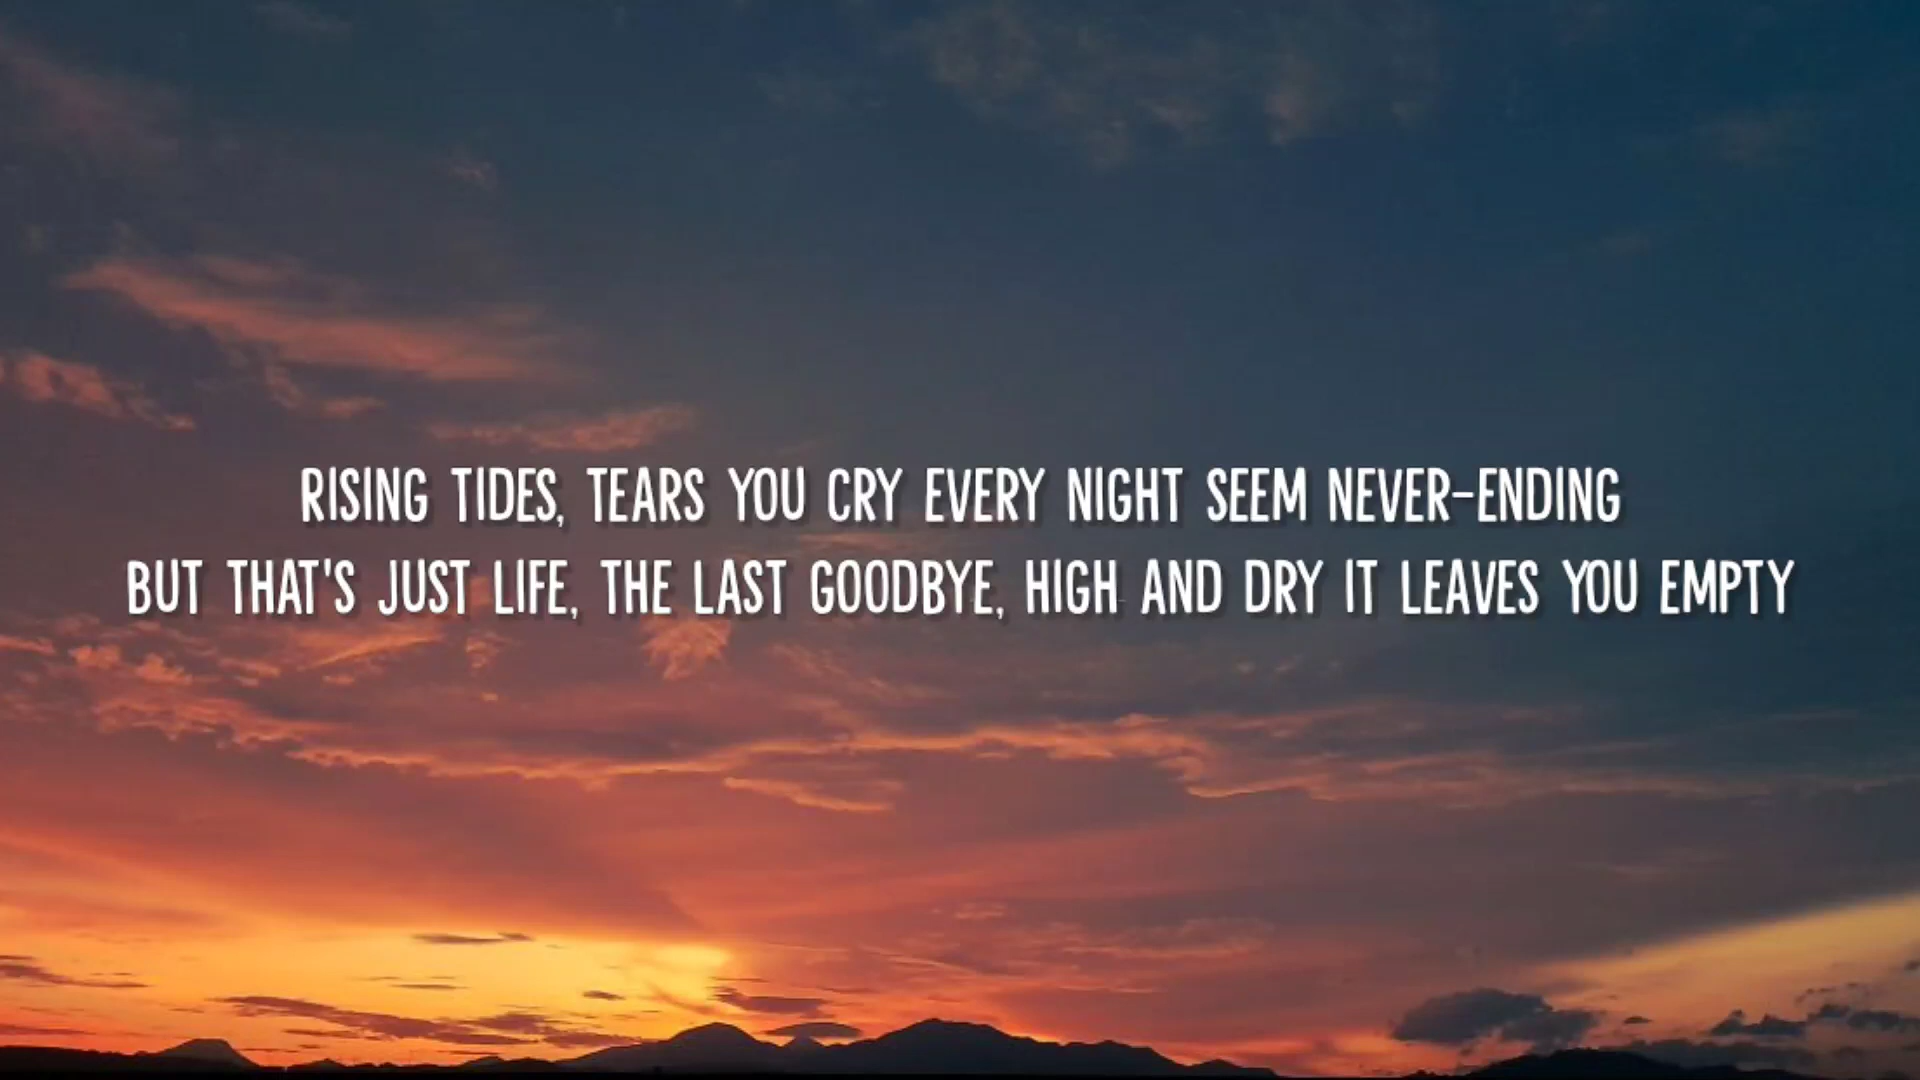 RISING TIDES, TEARS YOU CRY EVERY NIGHT SEEM NEVER-ENDING
BUT THAT'S JUST LIFE, THE LAST GOODBYE, HIGH AND DRY IT LEAVES YOU EMPTY